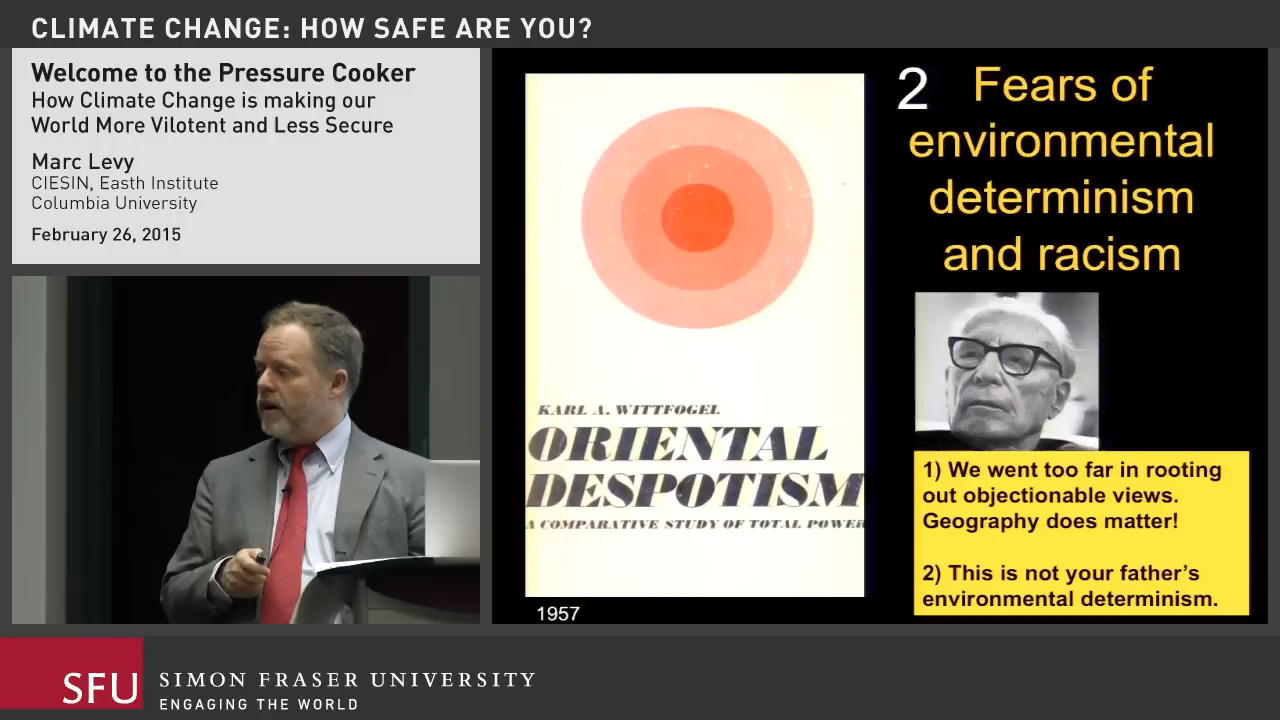 CLIMATE CHANGE: HOW SAFE ARE YOU?
Welcome to the Pressure Cooker
How Climate Change is making our
World More Vilotent and Less Secure
Marc Levy
CIESIN, Easth Institute
Columbia University
February 26, 2015
2 Fears of
environmental
determinism
and racism
KARL A. WITTFOGEL
ORIENTAL
DESPOTISM
A COMPARATIVE STUDY OF TOTAL POWER
1957
1) We went too far in rooting
out objectionable views.
Geography does matter!
2) This is not your father's
environmental determinism.
SFU
SIMON FRASER UNIVERSITY
ENGAGING THE WORLD